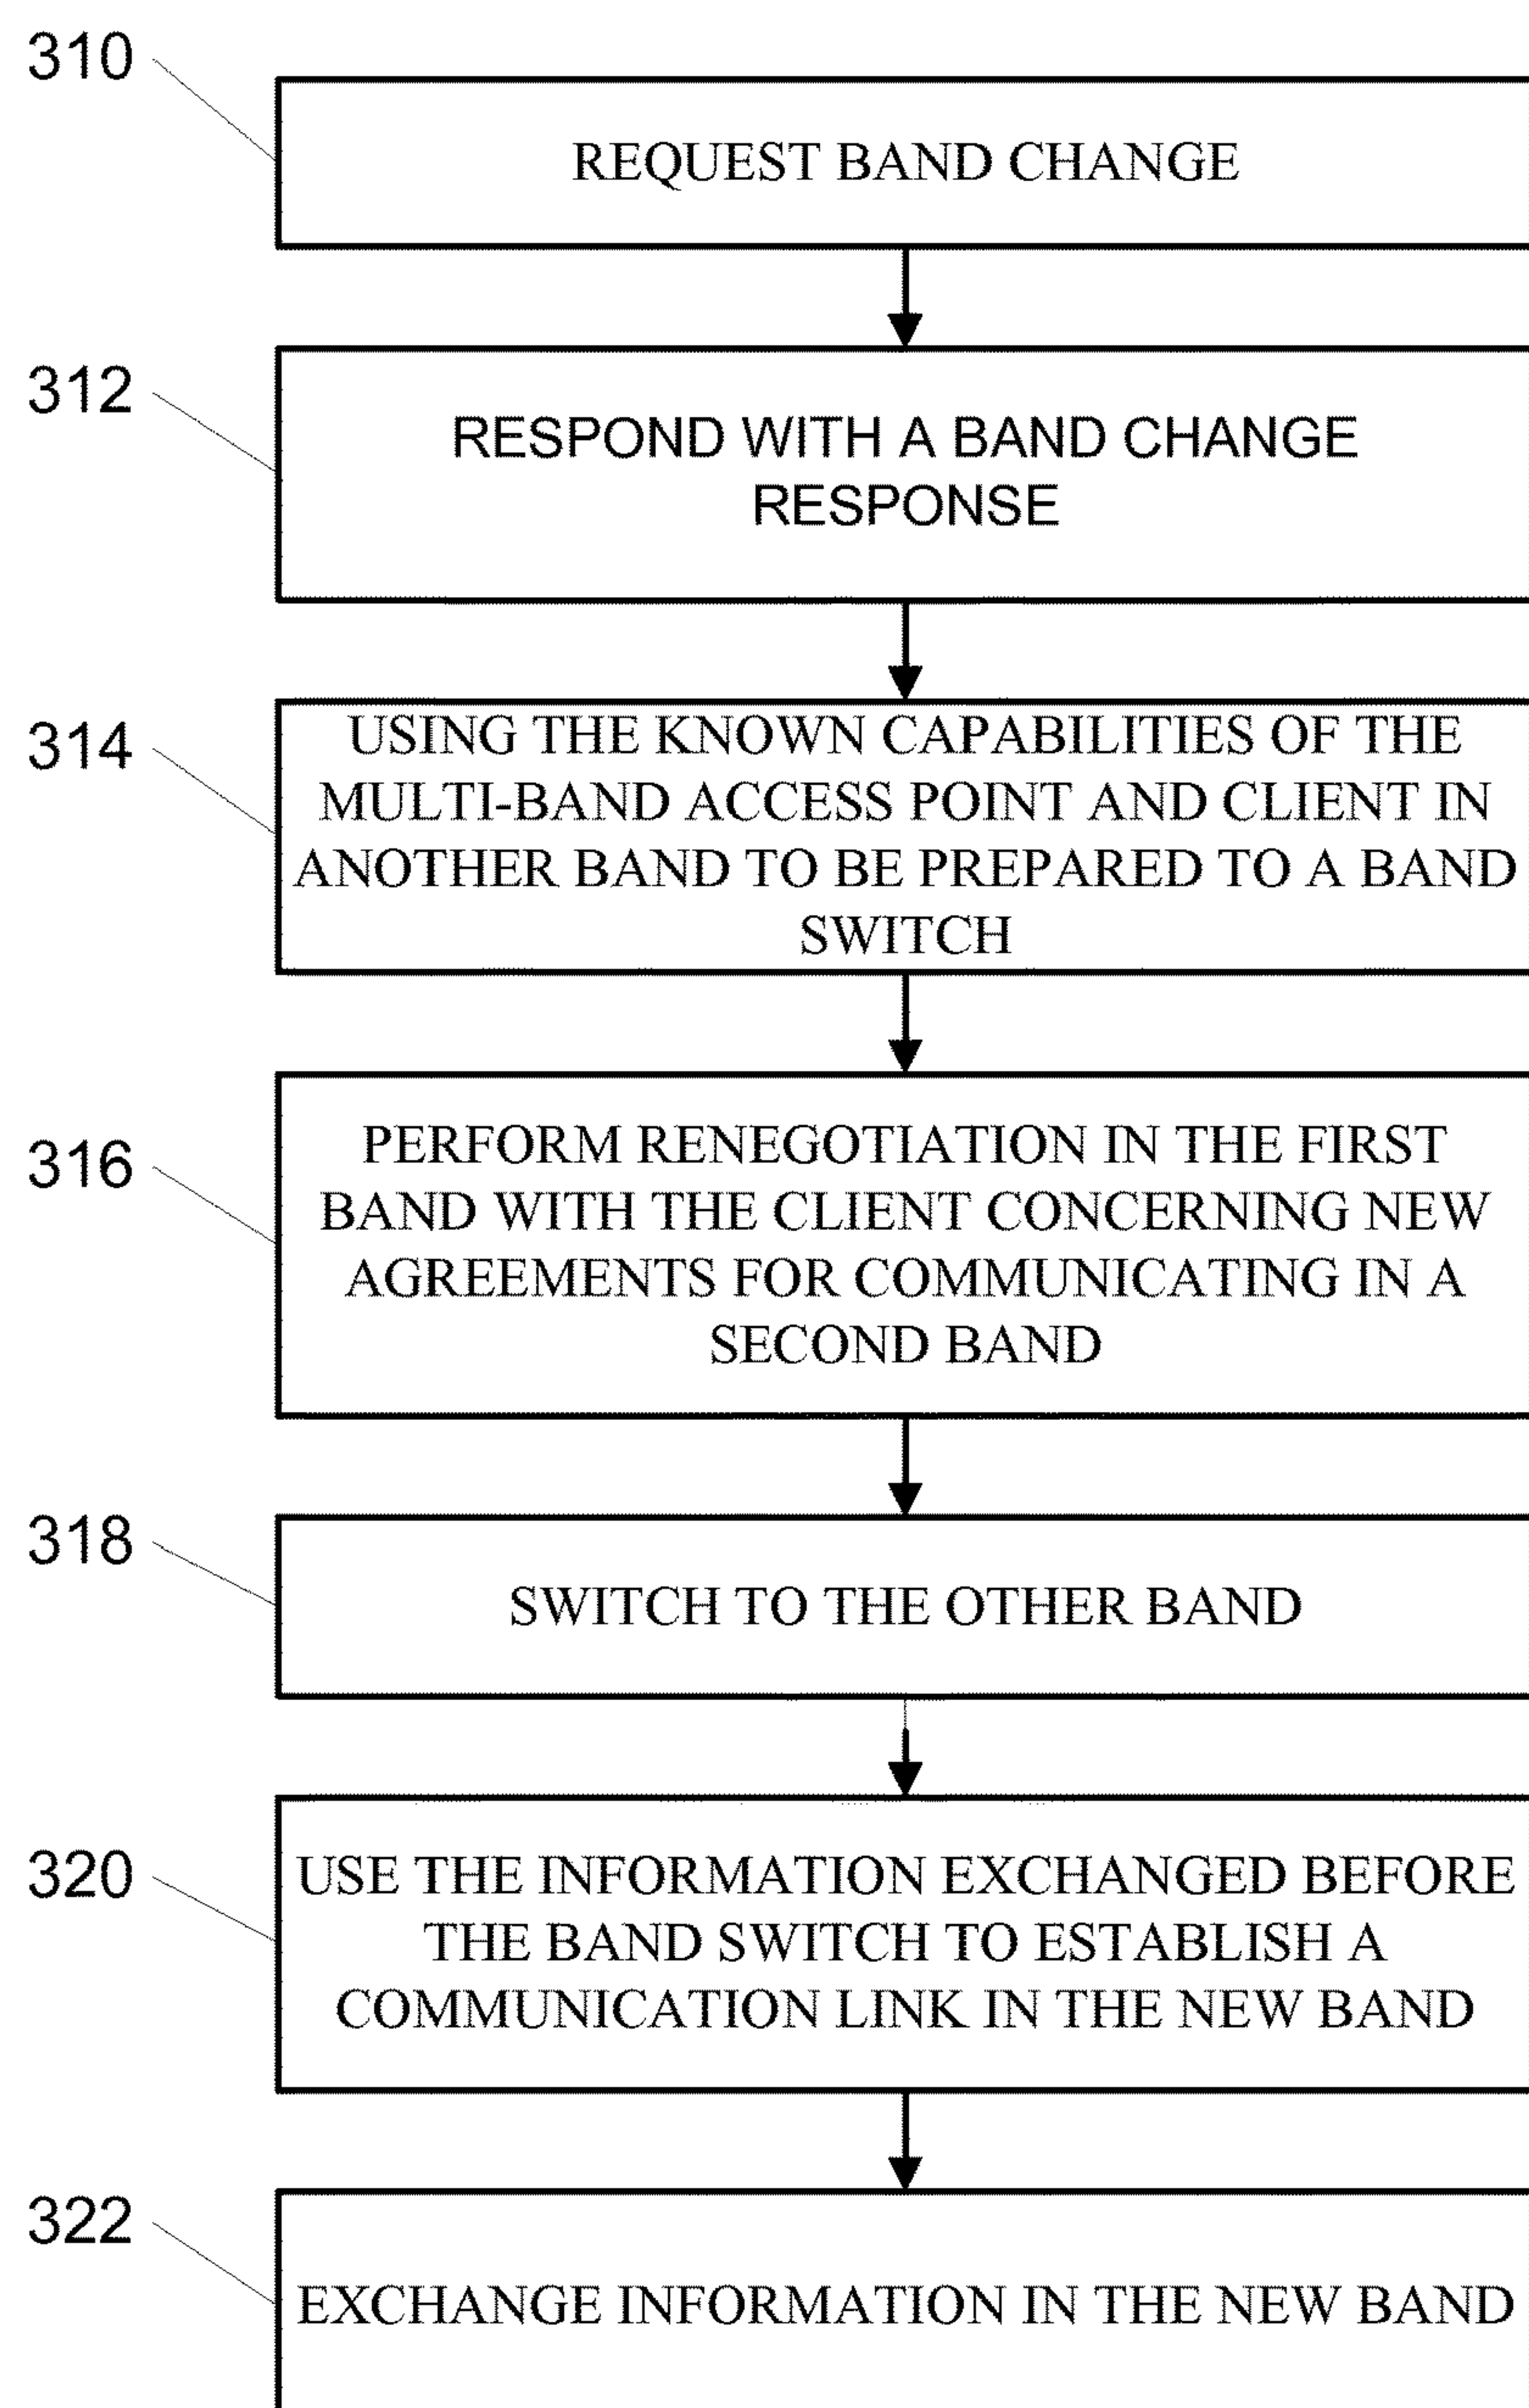 310
REQUEST BAND CHANGE
312
RESPOND WITH A BAND CHANGE
RESPONSE
314
USING THE KNOWN CAPABILITIES OF THE
MULTI-BAND ACCESS POINT AND CLIENT IN
ANOTHER BAND TO BE PREPARED TO A BAND
SWITCH
316
PERFORM RENEGOTIATION IN THE FIRST
BAND WITH THE CLIENT CONCERNING NEW
AGREEMENTS FOR COMMUNICATING IN A
SECOND BAND
318
SWITCH TO THE OTHER BAND
320
USE THE INFORMATION EXCHANGED BEFORE
THE BAND SWITCH TO ESTABLISH A
COMMUNICATION LINK IN THE NEW BAND
322
EXCHANGE INFORMATION IN THE NEW BAND